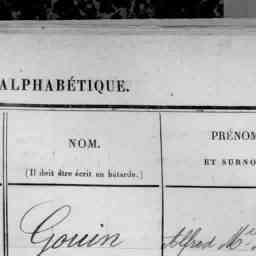 ALPHABÉTIQUE.
NOM.
(Il doit être écrit en bâtarde.)
PRÉNOM
ET SURNO
Gouin
Alfred M